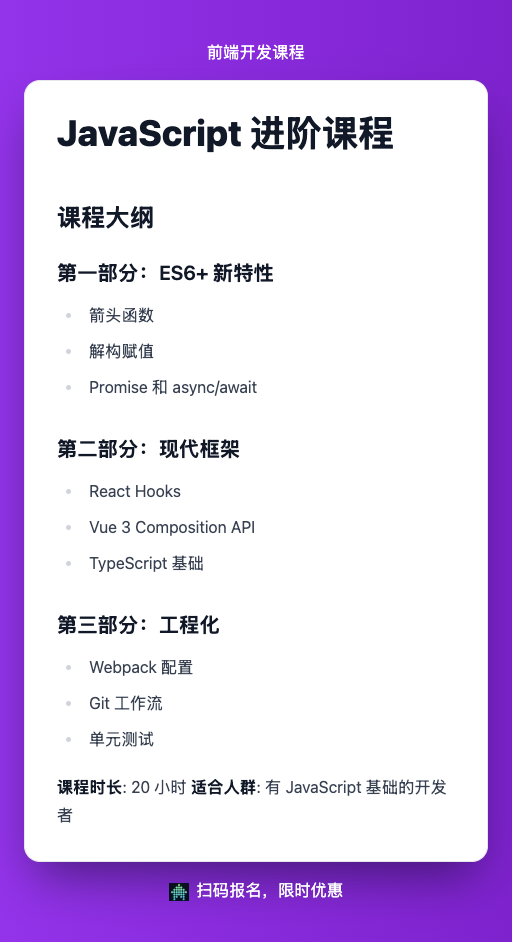 前端开发课程
JavaScript 进阶课程
课程大纲
第一部分：ES6+ 新特性
箭头函数
解构赋值
Promise 和 async/await
第二部分：现代框架
React Hooks
Vue 3 Composition API
TypeScript 基础
第三部分：工程化
Webpack 配置
Git 工作流
单元测试
课程时长: 20 小时 适合人群: 有 JavaScript 基础的开发
者
扫码报名，限时优惠